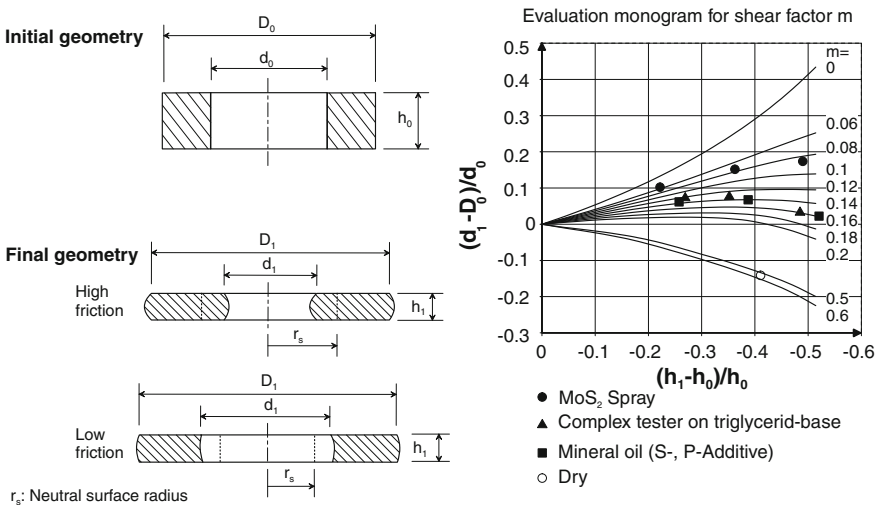 Initial geometry
D0
d0
h0
Final geometry
High
friction
D1
d1
h1
rs
Low
friction
D1
d1
h1
rs
rs: Neutral surface radius
Evaluation monogram for shear factor m
(d1 -D0)/d0
0.5
0.4
0.3
0.2
0.1
0
-0.1
-0.2
-0.3
m=
0
0.06
0.08
0.1
0.12
0.14
0.16
0.18
0.2
0.5
0.6
0 -0.1 -0.2 -0.3 -0.4 -0.5 -0.6
(h1-h0)/h0
MoS2 Spray
Complex tester on triglycerid-base
Mineral oil (S-, P-Additive)
Dry